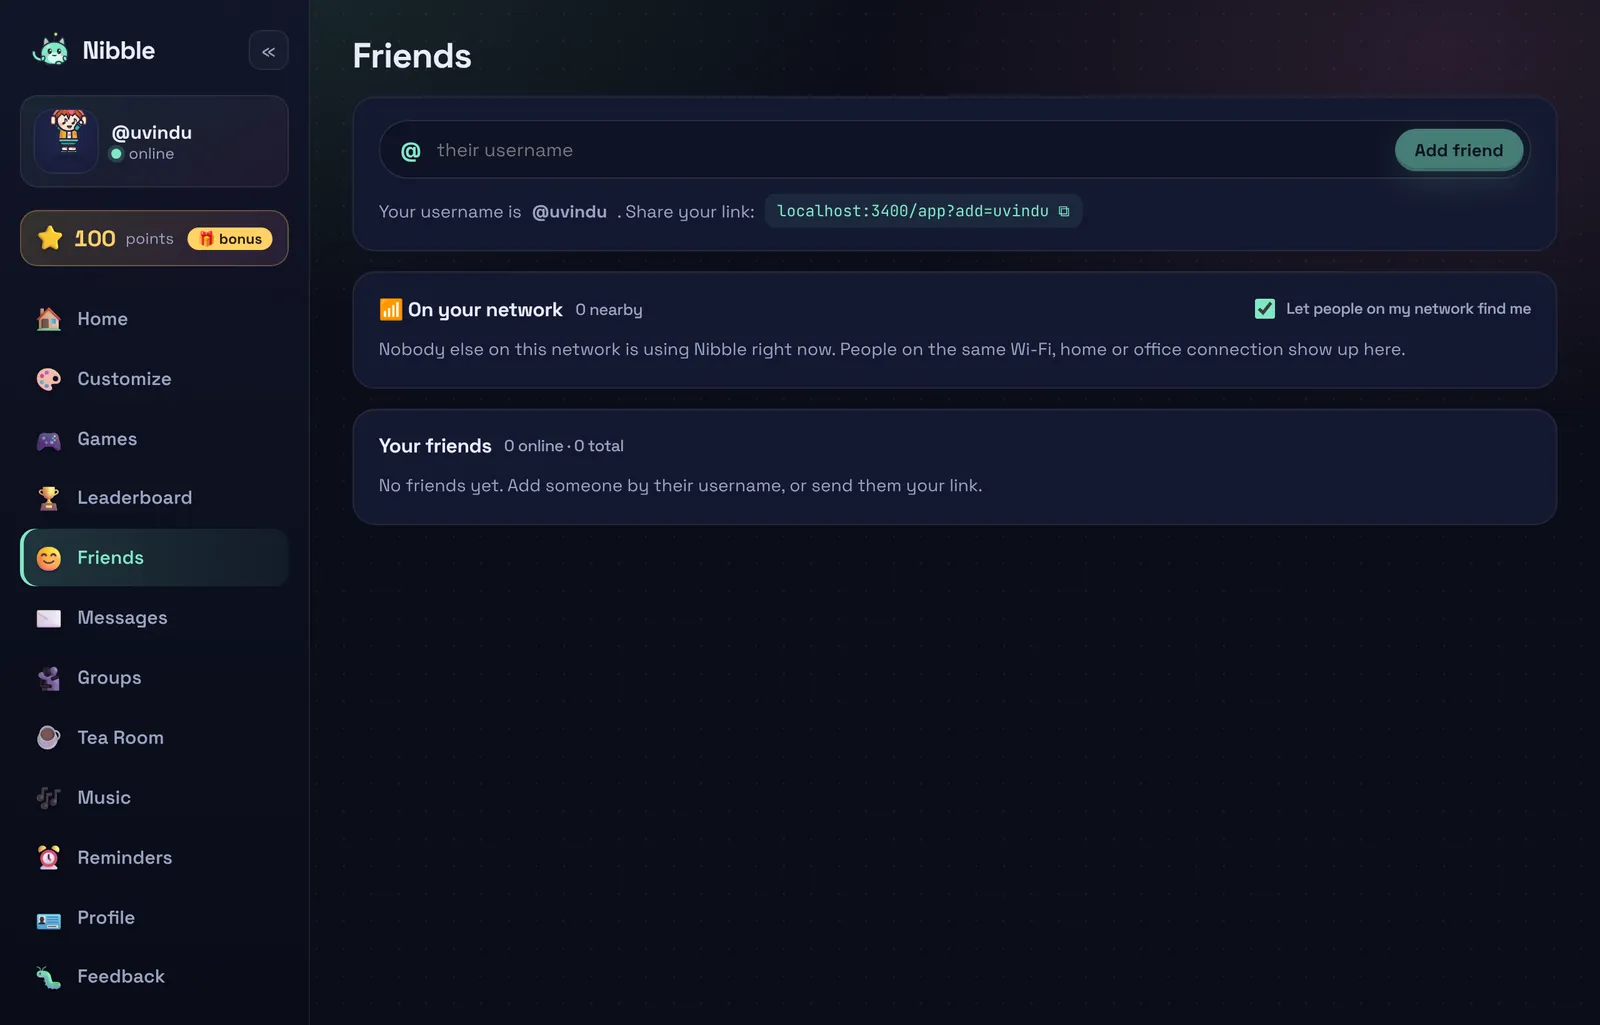 Nibble
«
@uvindu
online
100 points bonus
Home
Customize
Games
Leaderboard
Friends
Messages
Groups
Tea Room
Music
Reminders
Profile
Feedback
Friends
@ their username
Add friend
Your username is @uvindu . Share your link: localhost:3400/app?add=uvindu
On your network 0 nearby
Let people on my network find me
Nobody else on this network is using Nibble right now. People on the same Wi-Fi, home or office connection show up here.
Your friends 0 online · 0 total
No friends yet. Add someone by their username, or send them your link.